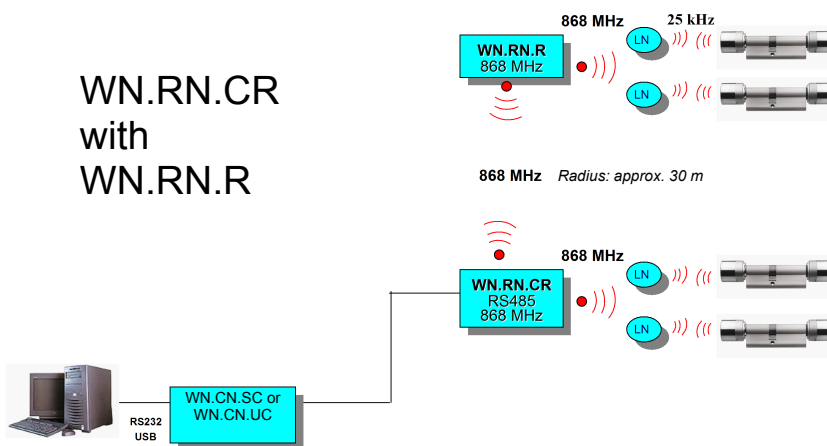 WN.RN.CR
with
WN.RN.R
868 MHz
25 kHz
WN.RN.R
868 MHz
LN
LN
868 MHz Radius: approx. 30 m
868 MHz
WN.RN.CR
RS485
868 MHz
LN
LN
WN.CN.SC or
WN.CN.UC
RS232
USB